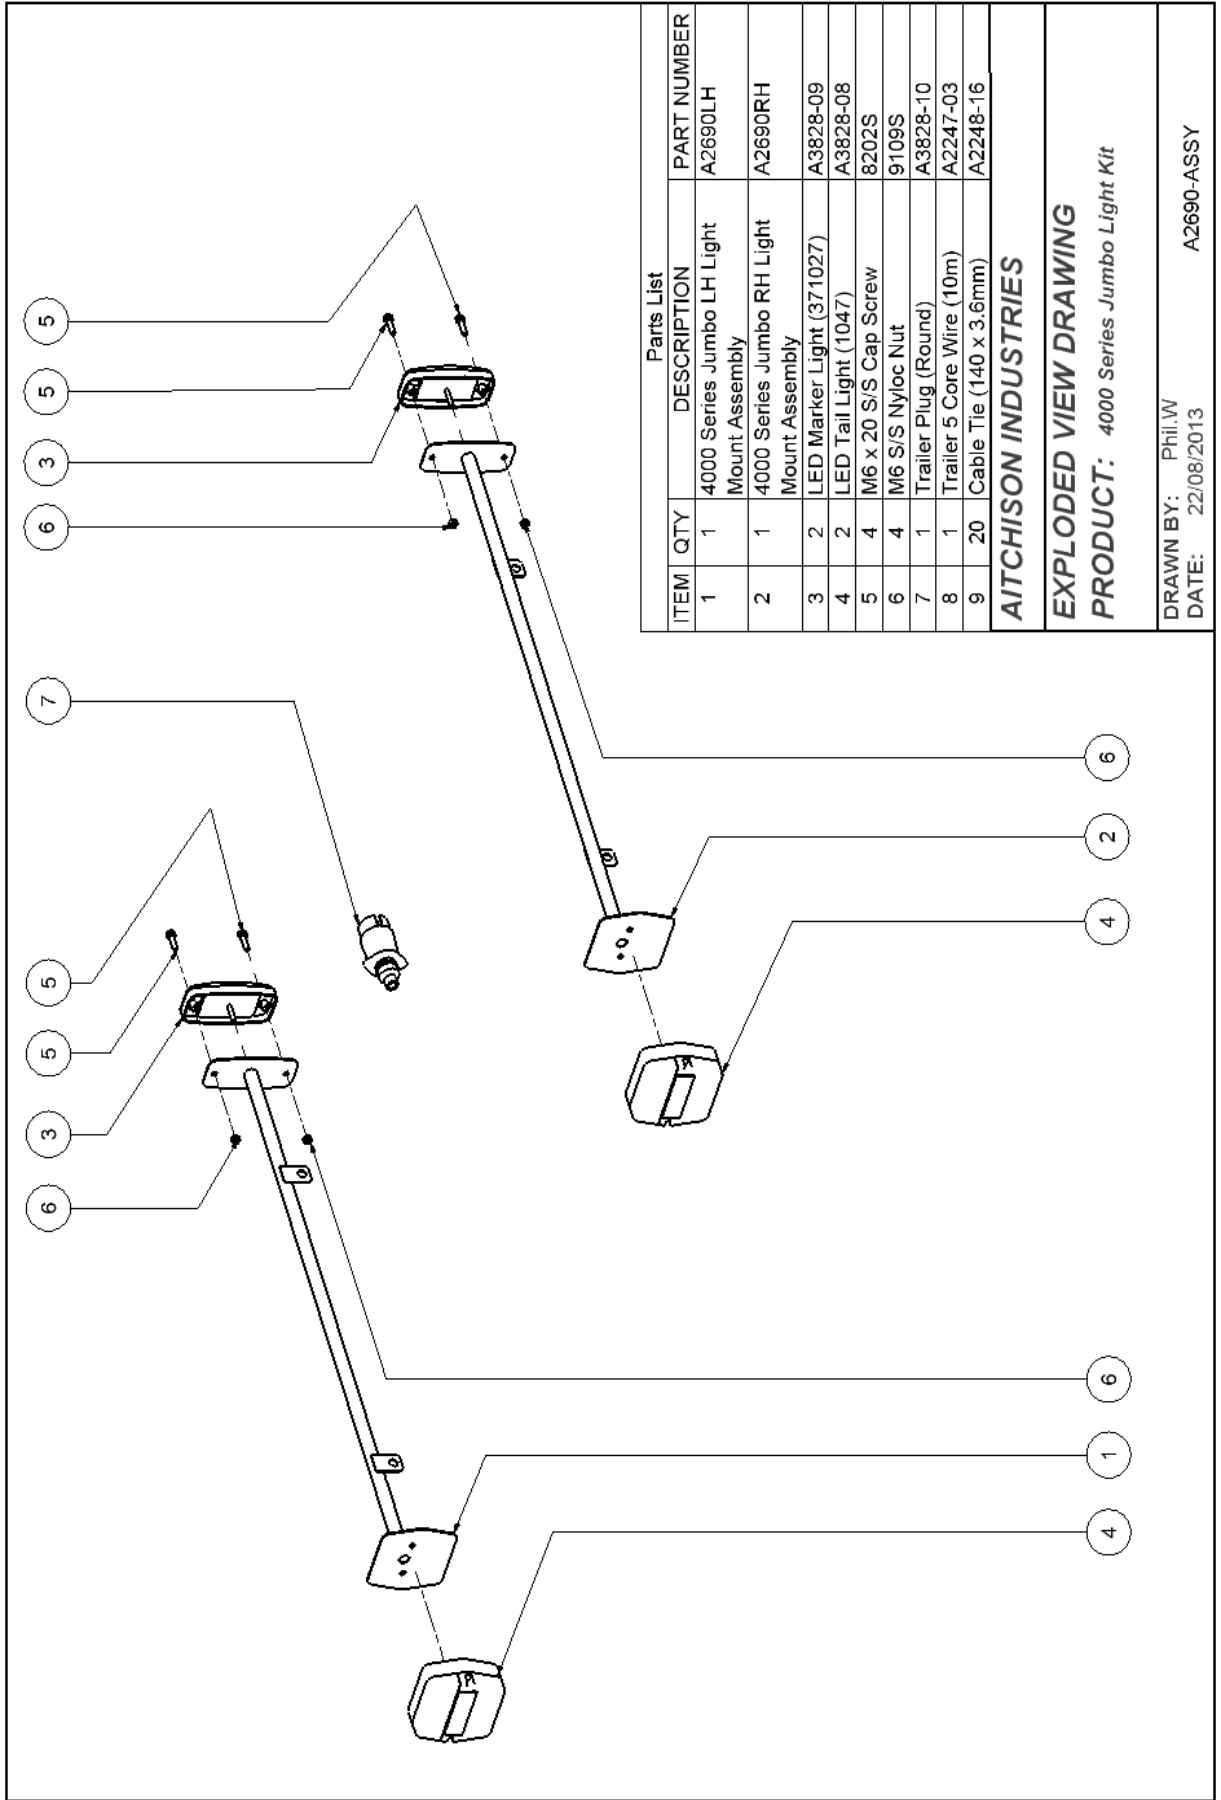 5
5
3
6
7
5
5
3
6
6
2
4
6
1
4
Parts List
ITEM QTY DESCRIPTION PART NUMBER
1 1 4000 Series Jumbo LH Light Mount Assembly A2690LH
2 1 4000 Series Jumbo RH Light Mount Assembly A2690RH
3 2 LED Marker Light (371027) A3828-09
4 2 LED Tail Light (1047) A3828-08
5 4 M6 x 20 S/S Cap Screw 8202S
6 4 M6 S/S Nyloc Nut 9109S
7 1 Trailer Plug (Round) A3828-10
8 1 Trailer 5 Core Wire (10m) A2247-03
9 20 Cable Tie (140 x 3.6mm) A2248-16
AITCHISON INDUSTRIES
EXPLODED VIEW DRAWING
PRODUCT: 4000 Series Jumbo Light Kit
DRAWN BY: Phil.W
DATE: 22/08/2013 A2690-ASSY